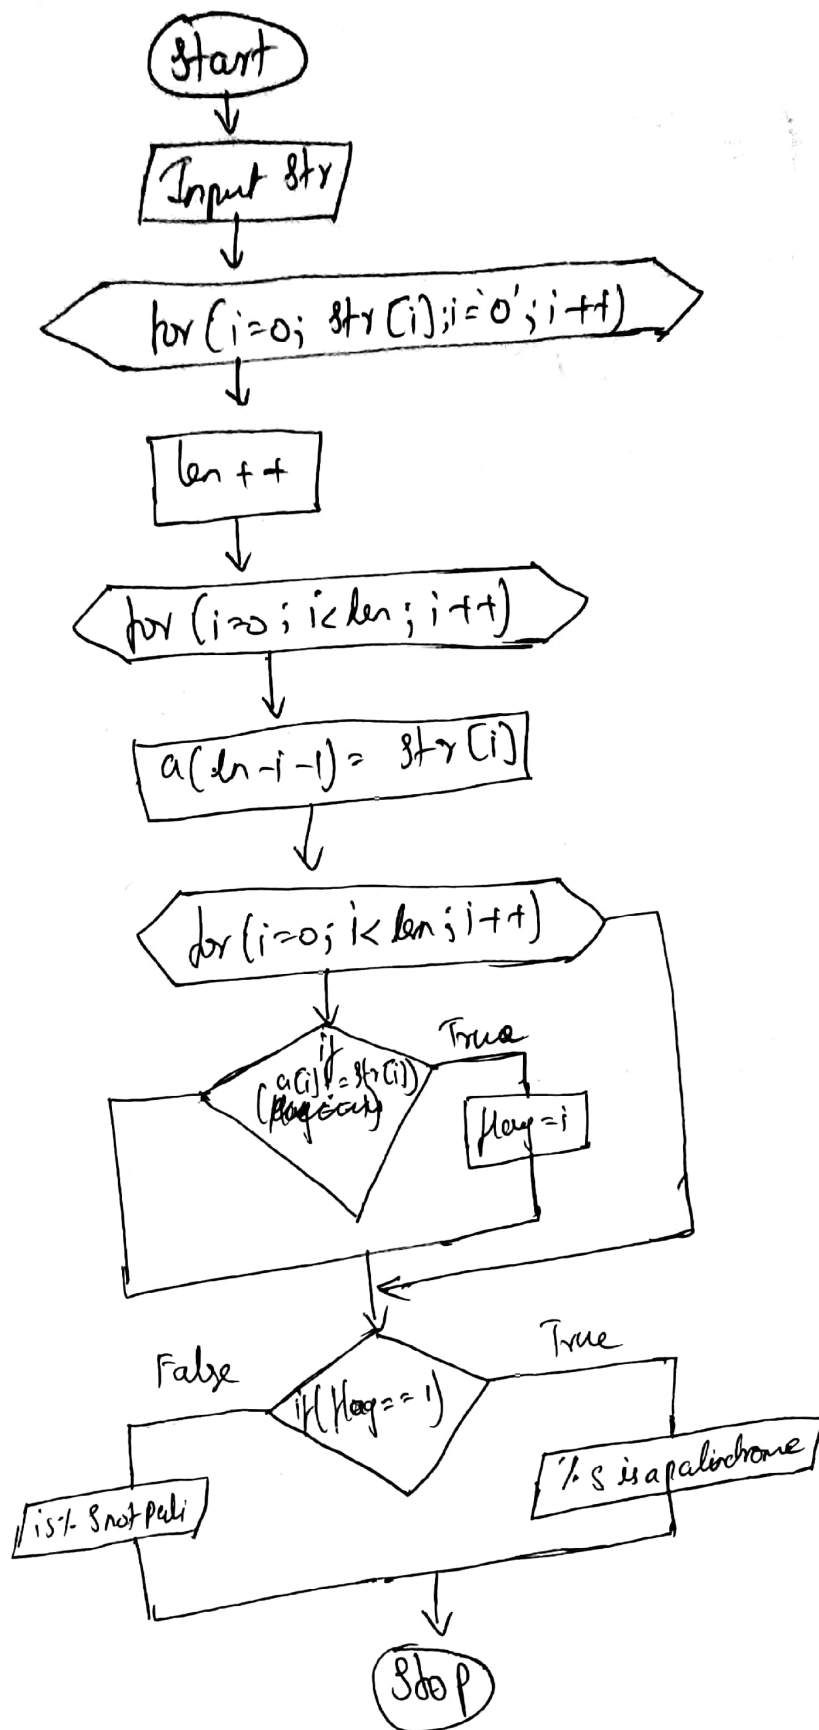 Start
Input str
for (i=0; str[i];i='0'; i++)
len ++
for (i=0; i<len; i++)
a(ln-i-1) = str[i]
for (i=0; i<len; i++)
True
if
a[i]!=str[i])
flag=i
False
True
if(flag==1)
is% s not pali
%s is a palindrome
Stop